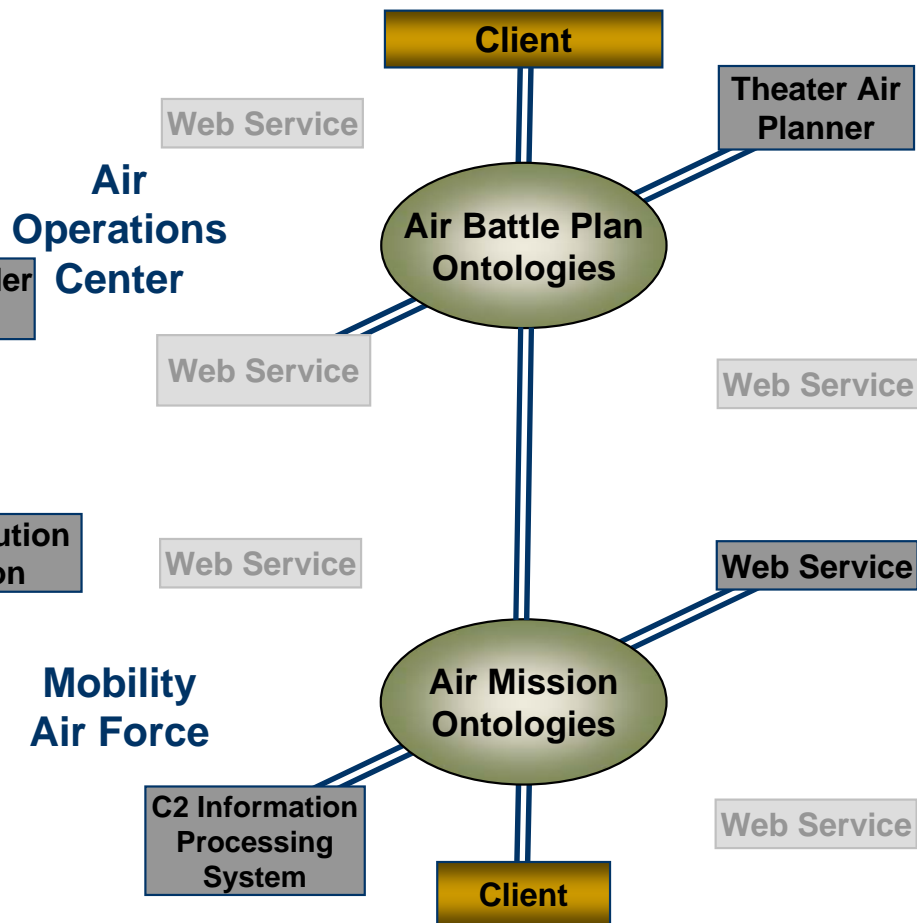 Client
Theater Air
Planner
Web Service
Air
Operations
Center
Air Battle Plan
Ontologies
Web Service
Web Service
Web Service
Web Service
Mobility
Air Force
Air Mission
Ontologies
C2 Information
Processing
System
Web Service
Client